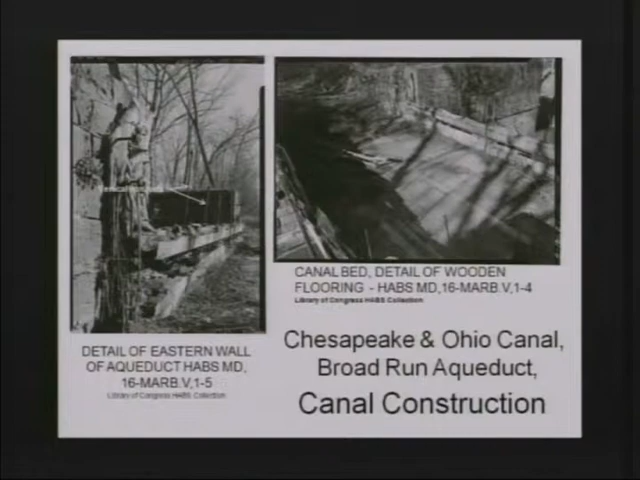 DETAIL OF EASTERN WALL
OF AQUEDUCT HABS MD,
16-MARB.V,1-5
Library of Congress HABS Collection
CANAL BED, DETAIL OF WOODEN
FLOORING - HABS MD,16-MARB.V,1-4
Library of Congress HABS Collection
Chesapeake & Ohio Canal,
Broad Run Aqueduct,
Canal Construction